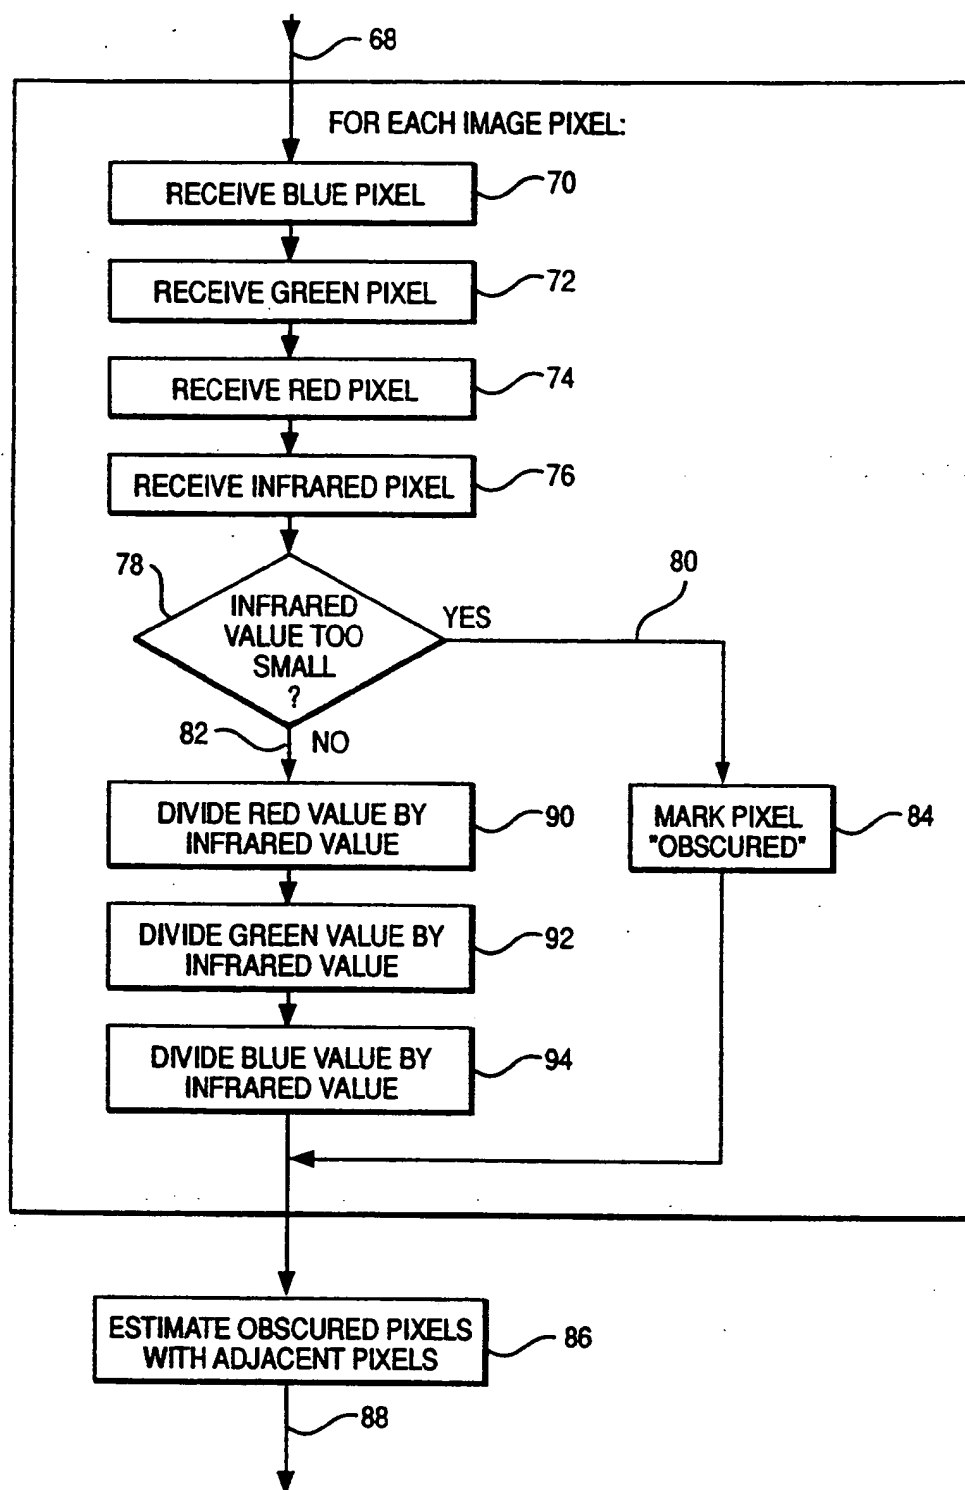 68
FOR EACH IMAGE PIXEL:
RECEIVE BLUE PIXEL
70
RECEIVE GREEN PIXEL
72
RECEIVE RED PIXEL
74
RECEIVE INFRARED PIXEL
76
78
INFRARED
VALUE TOO
SMALL
?
YES
80
82
NO
DIVIDE RED VALUE BY
INFRARED VALUE
90
MARK PIXEL
"OBSCURED"
84
DIVIDE GREEN VALUE BY
INFRARED VALUE
92
DIVIDE BLUE VALUE BY
INFRARED VALUE
94
ESTIMATE OBSCURED PIXELS
WITH ADJACENT PIXELS
86
88